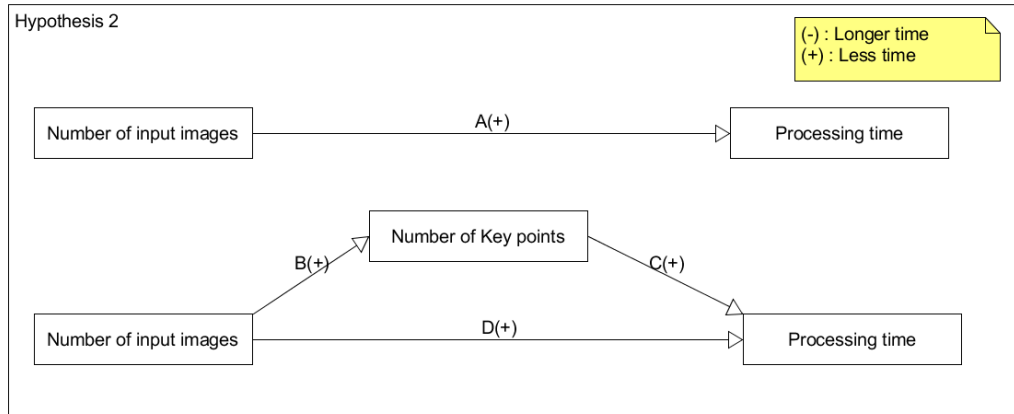 Hypothesis 2
(-) : Longer time
(+) : Less time
Number of input images
A(+)
Processing time
Number of Key points
B(+)
C(+)
Number of input images
D(+)
Processing time